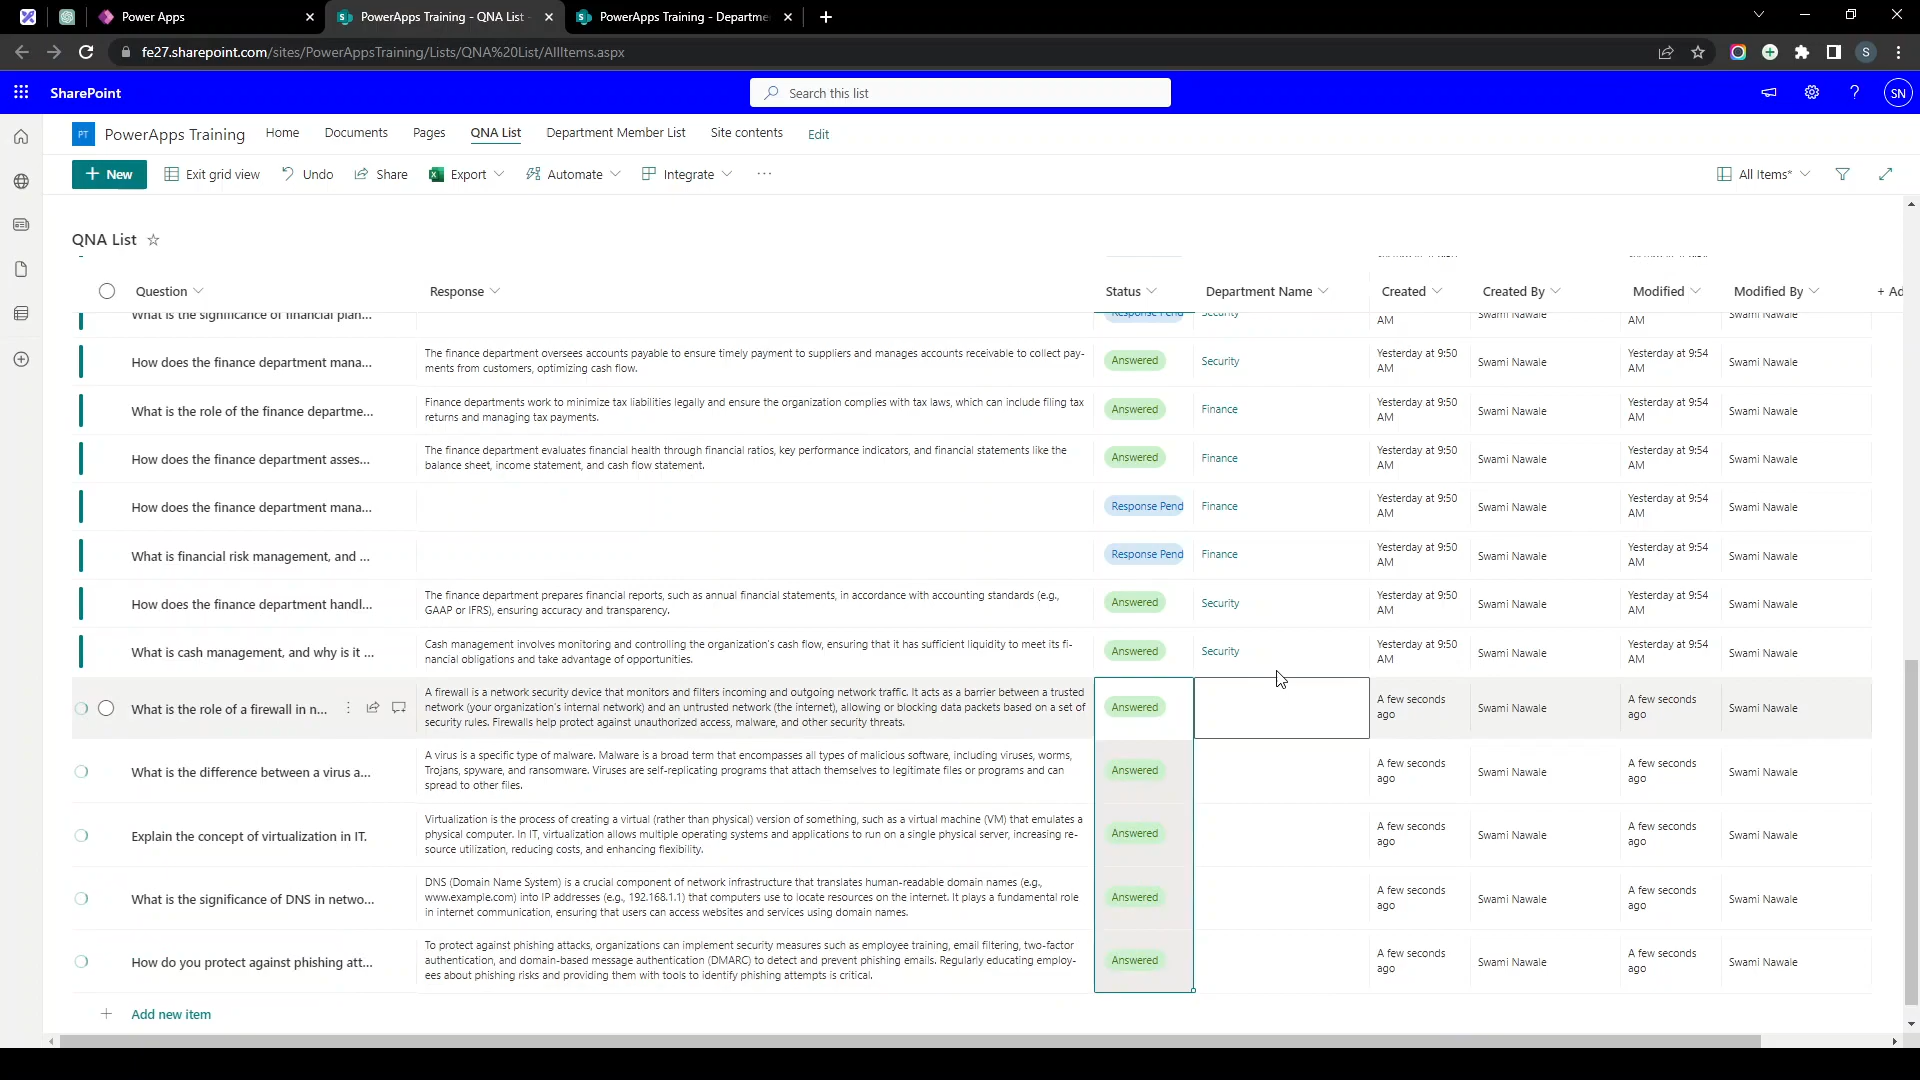 Power Apps
PowerApps Training - QNA List -
PowerApps Training - Departme
fe27.sharepoint.com/sites/PowerAppsTraining/Lists/QNA%20List/AllItems.aspx
S
SharePoint
Search this list
SN
PT
PowerApps Training
Home
Documents
Pages
QNA List
Department Member List
Site contents
Edit
New
Exit grid view
Undo
Share
Export
Automate
Integrate
All Items*
QNA List
Question
Response
Status
Department Name
Created
Created By
Modified
Modified By
+ Ad
What is the significance of financial plan...
Response Pend
Security
AM
Swami Nawale
AM
Swami Nawale
How does the finance department mana...
The finance department oversees accounts payable to ensure timely payment to suppliers and manages accounts receivable to collect pay-
ments from customers, optimizing cash flow.
Answered
Security
Yesterday at 9:50
AM
Swami Nawale
Yesterday at 9:54
AM
Swami Nawale
What is the role of the finance departme...
Finance departments work to minimize tax liabilities legally and ensure the organization complies with tax laws, which can include filing tax
returns and managing tax payments.
Answered
Finance
Yesterday at 9:50
AM
Swami Nawale
Yesterday at 9:54
AM
Swami Nawale
How does the finance department asses...
The finance department evaluates financial health through financial ratios, key performance indicators, and financial statements like the
balance sheet, income statement, and cash flow statement.
Answered
Finance
Yesterday at 9:50
AM
Swami Nawale
Yesterday at 9:54
AM
Swami Nawale
How does the finance department mana...
Response Pend
Finance
Yesterday at 9:50
AM
Swami Nawale
Yesterday at 9:54
AM
Swami Nawale
What is financial risk management, and ...
Response Pend
Finance
Yesterday at 9:50
AM
Swami Nawale
Yesterday at 9:54
AM
Swami Nawale
How does the finance department handl...
The finance department prepares financial reports, such as annual financial statements, in accordance with accounting standards (e.g.,
GAAP or IFRS), ensuring accuracy and transparency.
Answered
Security
Yesterday at 9:50
AM
Swami Nawale
Yesterday at 9:54
AM
Swami Nawale
What is cash management, and why is it ...
Cash management involves monitoring and controlling the organization's cash flow, ensuring that it has sufficient liquidity to meet its fi-
nancial obligations and take advantage of opportunities.
Answered
Security
Yesterday at 9:50
AM
Swami Nawale
Yesterday at 9:54
AM
Swami Nawale
What is the role of a firewall in n...
A firewall is a network security device that monitors and filters incoming and outgoing network traffic. It acts as a barrier between a trusted
network (your organization's internal network) and an untrusted network (the internet), allowing or blocking data packets based on a set of
security rules. Firewalls help protect against unauthorized access, malware, and other security threats.
Answered
A few seconds
ago
Swami Nawale
A few seconds
ago
Swami Nawale
What is the difference between a virus a...
A virus is a specific type of malware. Malware is a broad term that encompasses all types of malicious software, including viruses, worms,
Trojans, spyware, and ransomware. Viruses are self-replicating programs that attach themselves to legitimate files or programs and can
spread to other files.
Answered
A few seconds
ago
Swami Nawale
A few seconds
ago
Swami Nawale
Explain the concept of virtualization in IT.
Virtualization is the process of creating a virtual (rather than physical) version of something, such as a virtual machine (VM) that emulates a
physical computer. In IT, virtualization allows multiple operating systems and applications to run on a single physical server, increasing re-
source utilization, reducing costs, and enhancing flexibility.
Answered
A few seconds
ago
Swami Nawale
A few seconds
ago
Swami Nawale
What is the significance of DNS in netwo...
DNS (Domain Name System) is a crucial component of network infrastructure that translates human-readable domain names (e.g.,
www.example.com) into IP addresses (e.g., 192.168.1.1) that computers use to locate resources on the internet. It plays a fundamental role
in internet communication, ensuring that users can access websites and services using domain names.
Answered
A few seconds
ago
Swami Nawale
A few seconds
ago
Swami Nawale
How do you protect against phishing att...
To protect against phishing attacks, organizations can implement security measures such as employee training, email filtering, two-factor
authentication, and domain-based message authentication (DMARC) to detect and prevent phishing emails. Regularly educating employ-
ees about phishing risks and providing them with tools to identify phishing attempts is critical.
Answered
A few seconds
ago
Swami Nawale
A few seconds
ago
Swami Nawale
Add new item